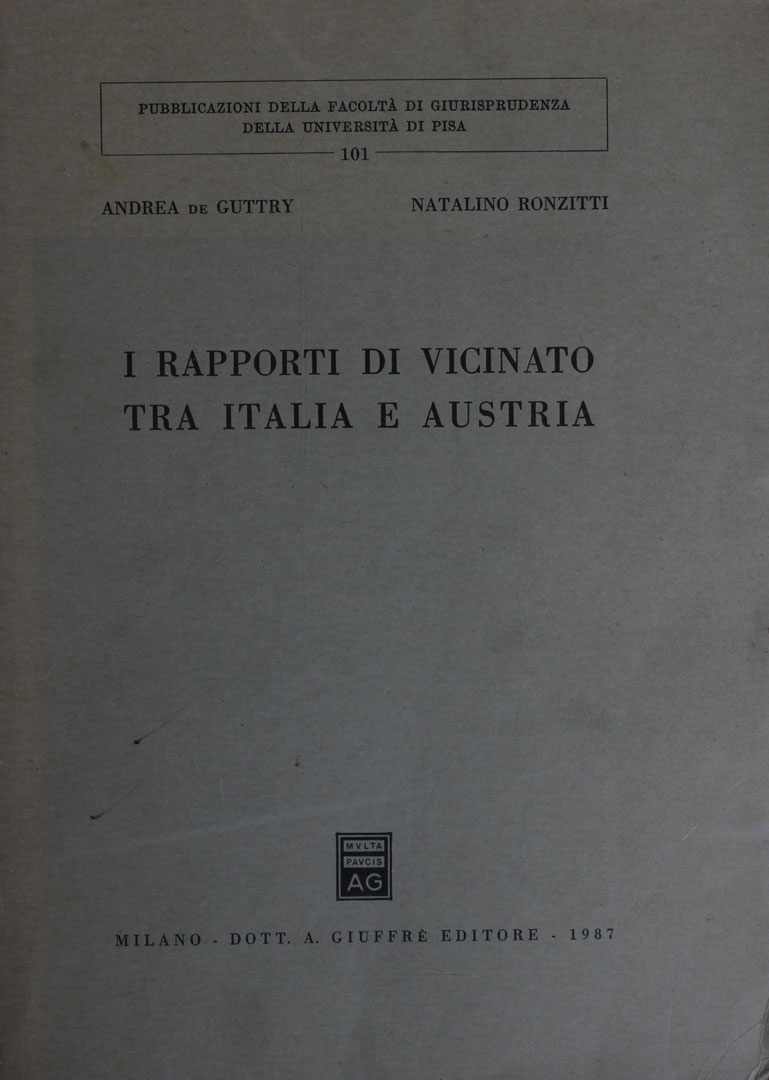 PUBBLICAZIONI DELLA FACOLTÀ DI GIURISPRUDENZA
DELLA UNIVERSITÀ DI PISA
101
ANDREA DE GUTTRY NATALINO RONZITTI
I RAPPORTI DI VICINATO
TRA ITALIA E AUSTRIA
MVLTA
PAVCIS
AG
MILANO - DOTT. A. GIUFFRÈ EDITORE - 1987